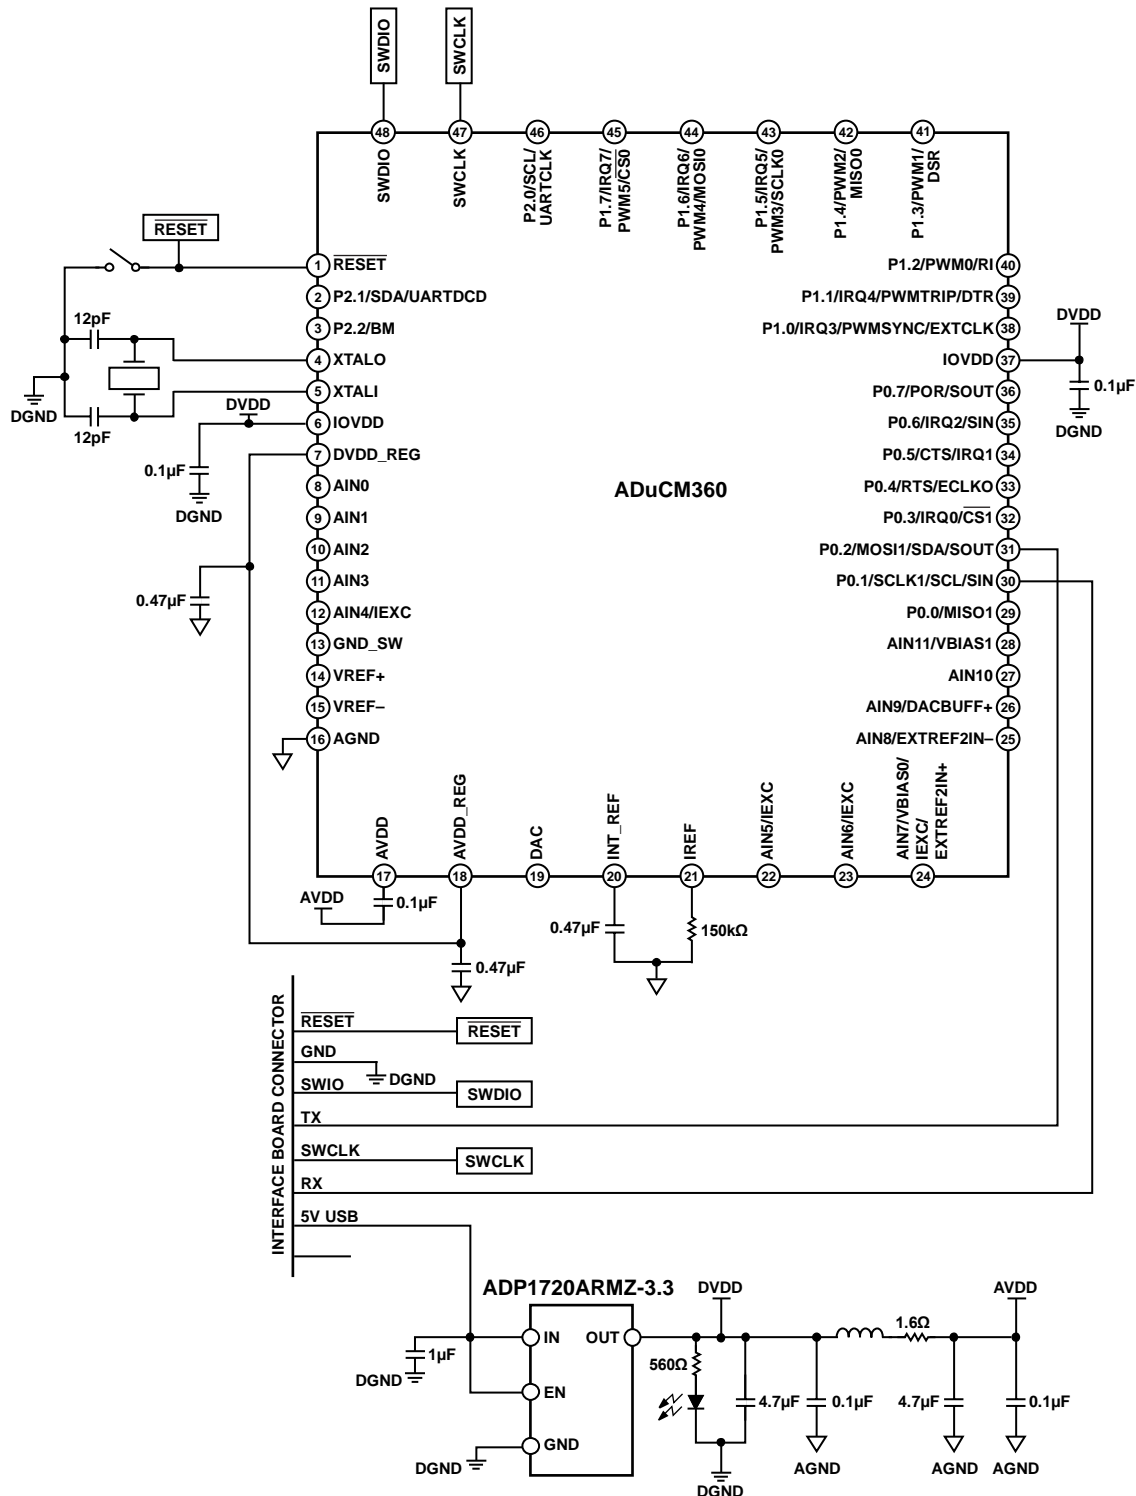 SWDIO
SWCLK
48
47
46
45
44
43
42
41
SWDIO
SWCLK
P2.0/SCL/
UARTCLK
P1.7/IRQ7/
PWM5/CS0
P1.6/IRQ6/
PWM4/MOSI0
P1.5/IRQ5/
PWM3/SCLK0
P1.4/PWM2/
MISO0
P1.3/PWM1/
DSR
RESET
1 RESET
2 P2.1/SDA/UARTDCD
3 P2.2/BM
4 XTALO
5 XTALI
6 IOVDD
7 DVDD_REG
8 AIN0
9 AIN1
10 AIN2
11 AIN3
12 AIN4/IEXC
13 GND_SW
14 VREF+
15 VREF–
16 AGND
12pF
DGND
12pF
DVDD
0.1µF
DGND
0.47µF
ADuCM360
P1.2/PWM0/RI 40
P1.1/IRQ4/PWMTRIP/DTR 39
P1.0/IRQ3/PWMSYNC/EXTCLK 38
IOVDD 37
P0.7/POR/SOUT 36
P0.6/IRQ2/SIN 35
P0.5/CTS/IRQ1 34
P0.4/RTS/ECLKO 33
P0.3/IRQ0/CS1 32
P0.2/MOSI1/SDA/SOUT 31
P0.1/SCLK1/SCL/SIN 30
P0.0/MISO1 29
AIN11/VBIAS1 28
AIN10 27
AIN9/DACBUFF+ 26
AIN8/EXTREF2IN– 25
DVDD
0.1µF
DGND
AVDD
AVDD_REG
DAC
INT_REF
IREF
AIN5/IEXC
AIN6/IEXC
AIN7/VBIAS0/
IEXC/
EXTREF2IN+
17
18
19
20
21
22
23
24
AVDD
0.1µF
0.47µF
0.47µF
150kΩ
INTERFACE BOARD CONNECTOR
RESET
RESET
GND
DGND
SWIO
SWDIO
TX
SWCLK
SWCLK
RX
5V USB
ADP1720ARMZ-3.3
IN
OUT
EN
GND
1µF
DGND
DGND
DVDD
AVDD
1.6Ω
560Ω
4.7µF
0.1µF
4.7µF
0.1µF
DGND
AGND
AGND
AGND